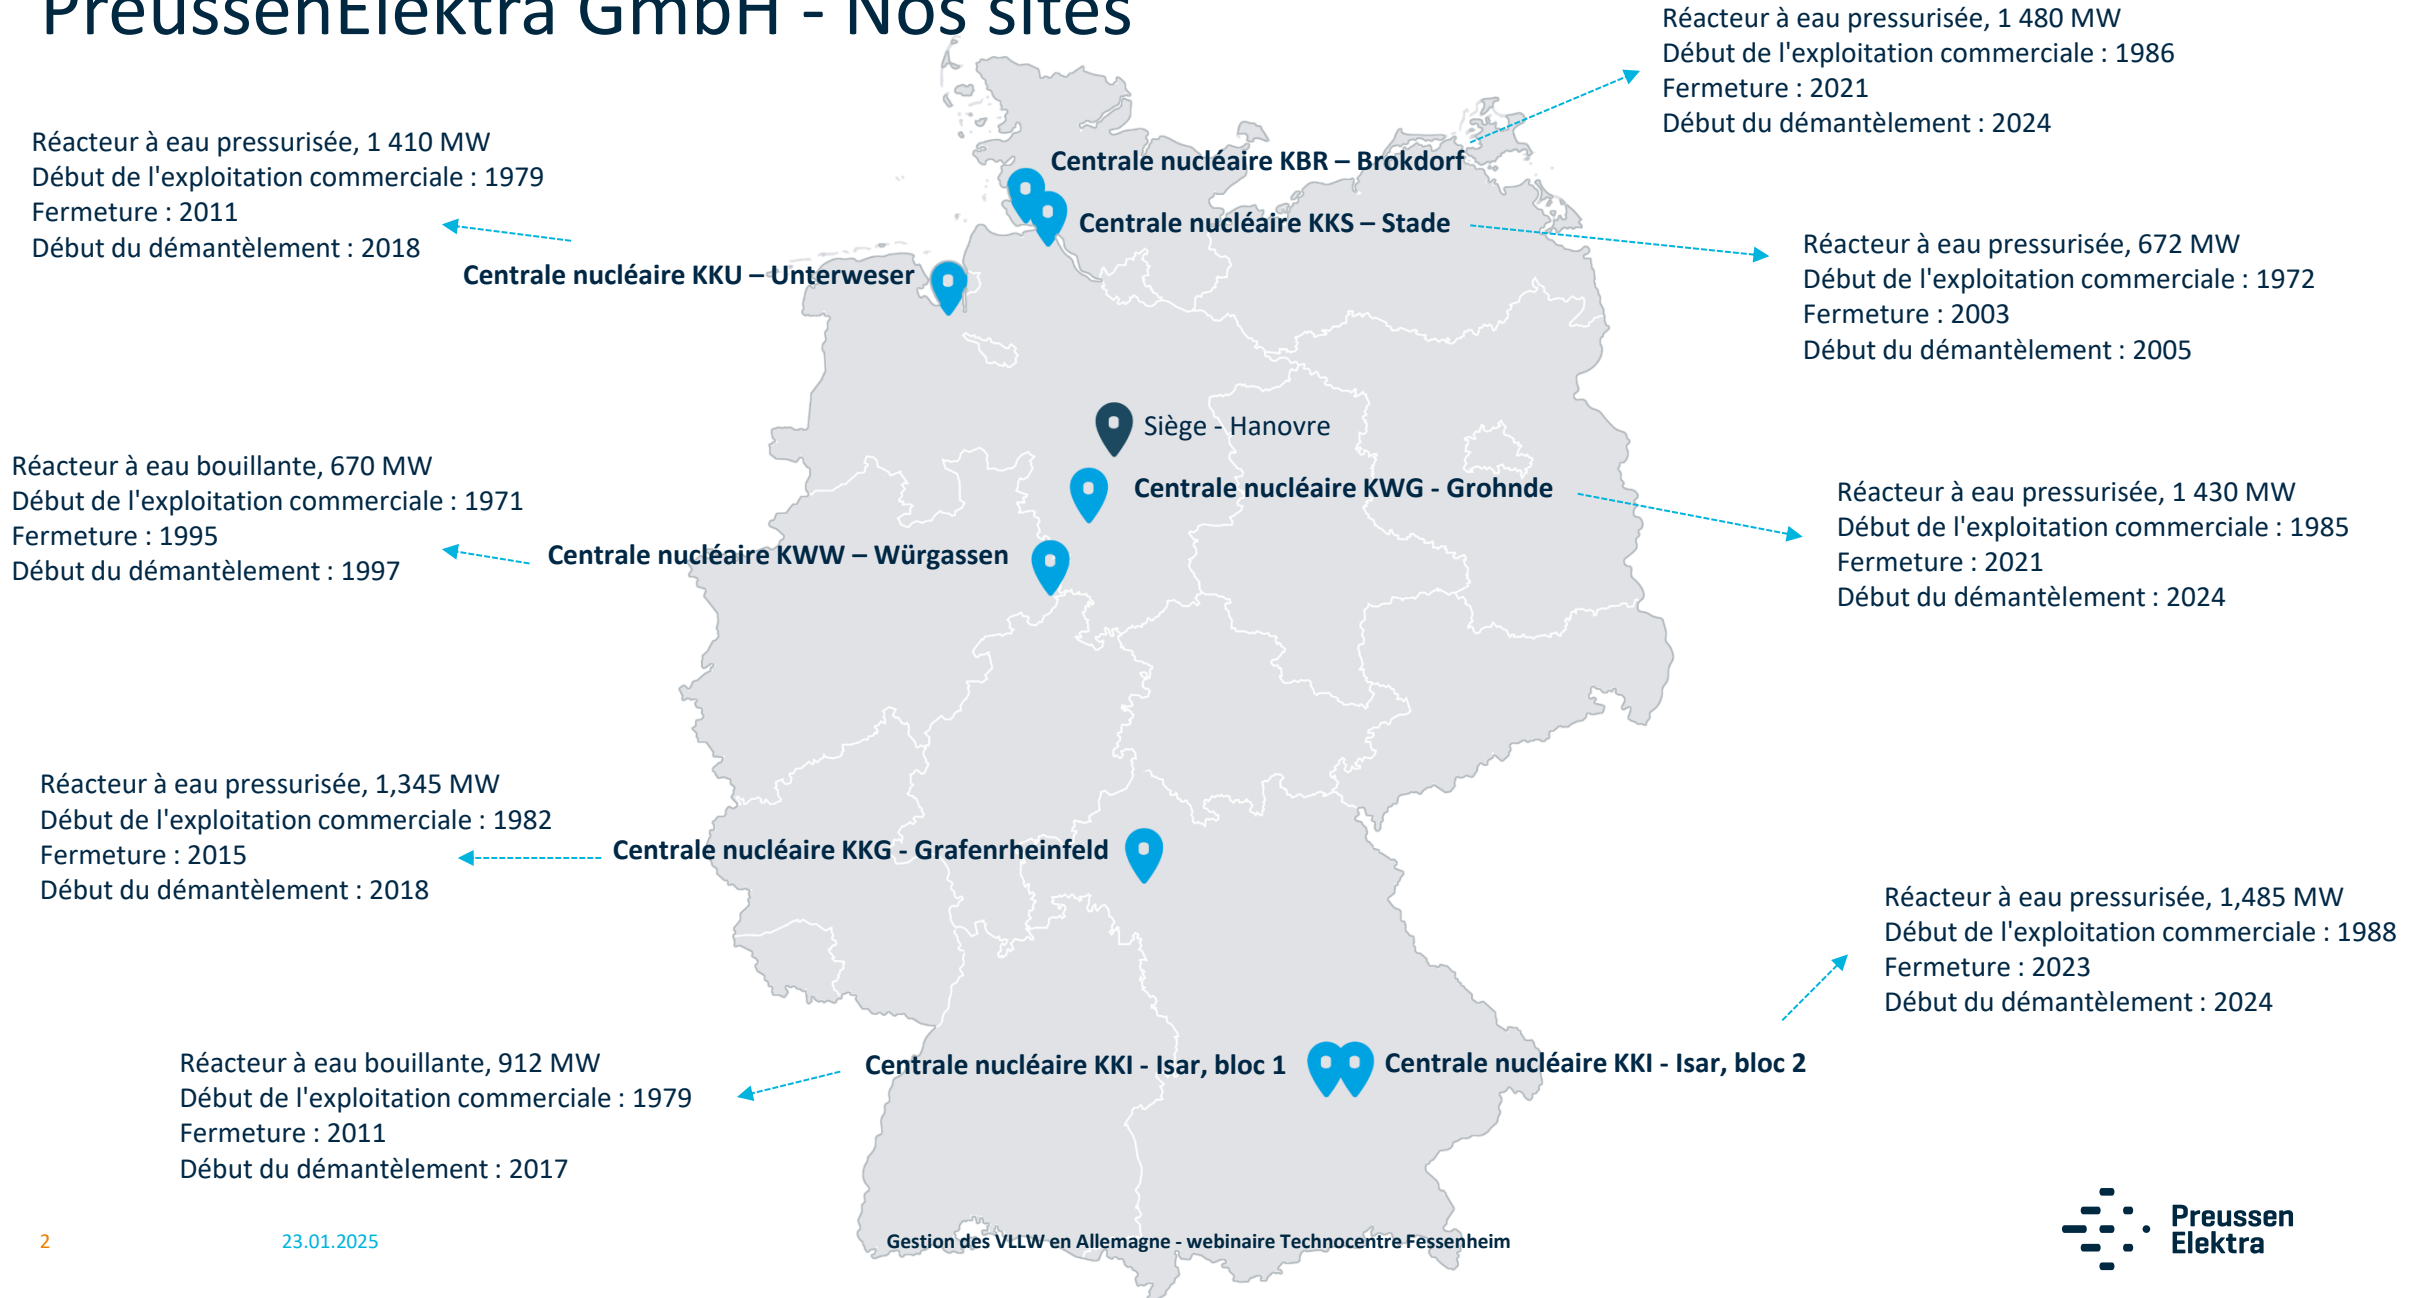 PreussenElektra GmbH - Nos sites
Réacteur à eau pressurisée, 1 480 MW
Début de l'exploitation commerciale : 1986
Fermeture : 2021
Début du démantèlement : 2024
Réacteur à eau pressurisée, 1 410 MW
Début de l'exploitation commerciale : 1979
Fermeture : 2011
Début du démantèlement : 2018
Centrale nucléaire KBR – Brokdorf
Centrale nucléaire KKS – Stade
Centrale nucléaire KKU – Unterweser
Réacteur à eau pressurisée, 672 MW
Début de l'exploitation commerciale : 1972
Fermeture : 2003
Début du démantèlement : 2005
Siège - Hanovre
Réacteur à eau bouillante, 670 MW
Début de l'exploitation commerciale : 1971
Fermeture : 1995
Début du démantèlement : 1997
Centrale nucléaire KWG - Grohnde
Centrale nucléaire KWW – Würgassen
Réacteur à eau pressurisée, 1 430 MW
Début de l'exploitation commerciale : 1985
Fermeture : 2021
Début du démantèlement : 2024
Réacteur à eau pressurisée, 1,345 MW
Début de l'exploitation commerciale : 1982
Fermeture : 2015
Début du démantèlement : 2018
Centrale nucléaire KKG - Grafenrheinfeld
Réacteur à eau pressurisée, 1,485 MW
Début de l'exploitation commerciale : 1988
Fermeture : 2023
Début du démantèlement : 2024
Réacteur à eau bouillante, 912 MW
Début de l'exploitation commerciale : 1979
Fermeture : 2011
Début du démantèlement : 2017
Centrale nucléaire KKI - Isar, bloc 1
Centrale nucléaire KKI - Isar, bloc 2
2
23.01.2025
Gestion des VLLW en Allemagne - webinaire Technocentre Fessenheim
Preussen
Elektra